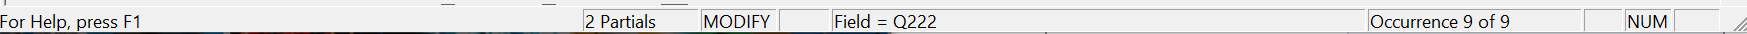 For Help, press F1 2 Partials MODIFY Field = Q222 Occurrence 9 of 9 NUM